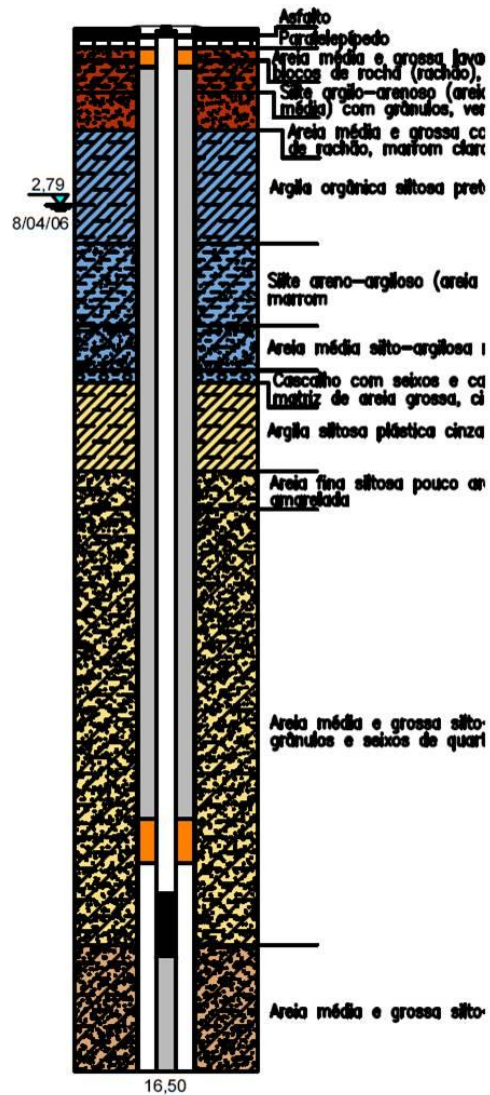 Asfalto
Paralelepípedo
Areia média e grossa
blocos de rocha (rachão),
Silte argilo-arenoso
média) com grânulos,
Areia média e grossa
de rachão, marrom
Argila orgânica siltosa
2,79
8/04/06
Silte areno-argiloso (areia
marrom
Areia média silto-argilosa
Cascalho com seixos e
matriz de areia grossa,
Argila siltosa plástica cinza
Areia fina siltosa pouco
amarelada
Areia média e grossa silto-
grânulos e seixos de
Areia média e grossa silto-
16,50